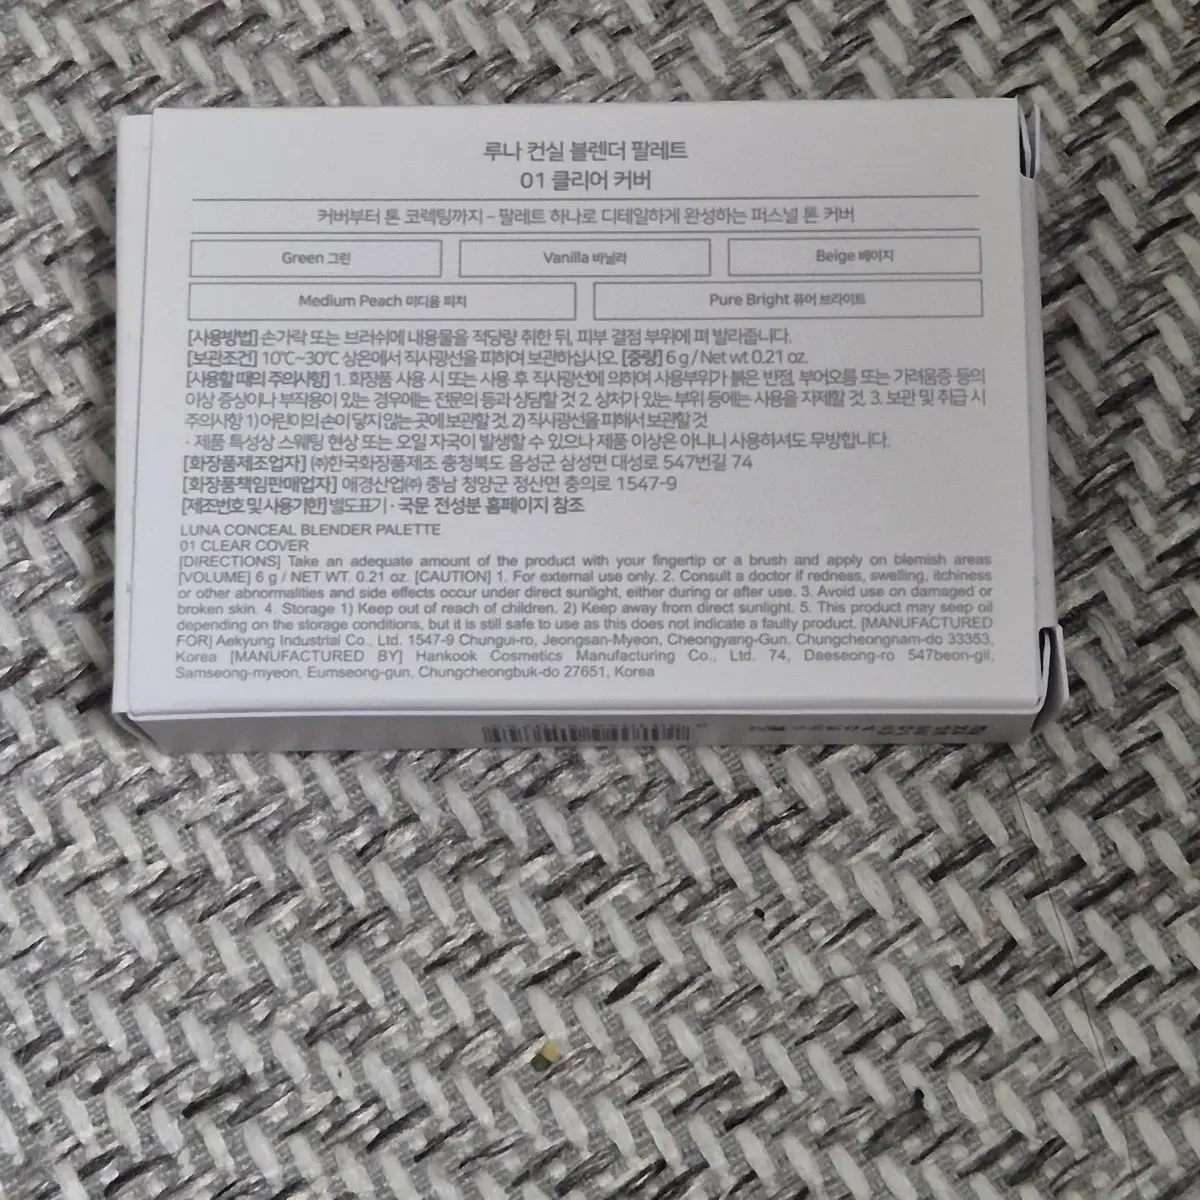 루나 컨실 블렌더 팔레트
01 클리어 커버
커버부터 톤 코렉팅까지 - 팔레트 하나로 디테일하게 완성하는 퍼스널 톤 커버
Green 그린
Vanilla 바닐라
Beige 베이지
Medium Peach 미디움 피치
Pure Bright 퓨어 브라이트
[사용방법] 손가락 또는 브러쉬에 내용물을 적당량 취한 뒤, 피부 결점 부위에 펴 발라줍니다.
[보관조건] 10℃~30℃ 상온에서 직사광선을 피하여 보관하십시오. [중량] 6 g / Net wt 0.21 oz.
[사용할 때의 주의사항] 1. 화장품 사용 시 또는 사용 후 직사광선에 의하여 사용부위가 붉은 반점, 부어오름 또는 가려움증 등의
이상 증상이나 부작용이 있는 경우에는 전문의 등과 상담할 것 2. 상처가 있는 부위 등에는 사용을 자제할 것. 3. 보관 및 취급 시
주의사항 1) 어린이의 손이 닿지 않는 곳에 보관할 것. 2) 직사광선을 피해서 보관할 것
· 제품 특성상 스웨팅 현상 또는 오일 자국이 발생할 수 있으나 제품 이상은 아니니 사용하셔도 무방합니다.
[화장품제조업자] ㈜한국화장품제조 충청북도 음성군 삼성면 대성로 547번길 74
[화장품책임판매업자] 애경산업㈜ 충남 청양군 정산면 충의로 1547-9
[제조번호 및 사용기한] 별도표기 · 국문 전성분 홈페이지 참조
LUNA CONCEAL BLENDER PALETTE
01 CLEAR COVER
[DIRECTIONS] Take an adequate amount of the product with your fingertip or a brush and apply on blemish areas
[VOLUME] 6 g / NET WT. 0.21 oz. [CAUTION] 1. For external use only. 2. Consult a doctor if redness, swelling, itchiness
or other abnormalities and side effects occur under direct sunlight, either during or after use. 3. Avoid use on damaged or
broken skin. 4. Storage 1) Keep out of reach of children. 2) Keep away from direct sunlight. 5. This product may seep oil
depending on the storage conditions, but it is still safe to use as this does not indicate a faulty product. [MANUFACTURED
FOR] Aekyung Industrial Co., Ltd. 1547-9 Chungui-ro, Jeongsan-Myeon, Cheongyang-Gun, Chungcheongnam-do 33353,
Korea [MANUFACTURED BY] Hankook Cosmetics Manufacturing Co., Ltd. 74, Daeseong-ro 547beon-gil,
Samseong-myeon, Eumseong-gun, Chungcheongbuk-do 27651, Korea